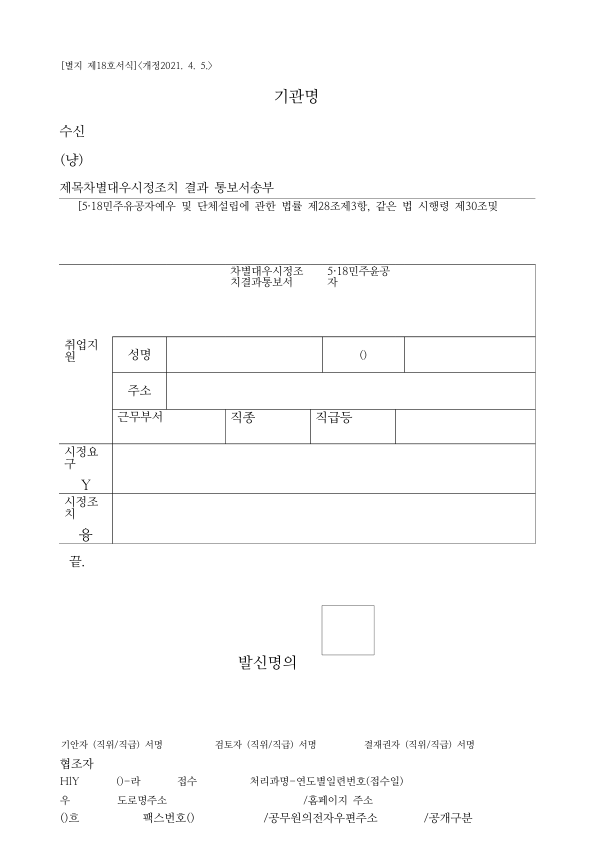 [별지 제18호서식]<개정2021. 4. 5.>
기관명
수신
(냥)
제목차별대우시정조치 결과 통보서송부
[5·18민주유공자예우 및 단체설립에 관한 법률 제28조제3항, 같은 법 시행령 제30조및
차별대우시정조
치결과통보서
5·18민주윤공
자
취업지
원
성명
()
주소
근무부서 직종 직급등
시정요
구
Y
시정조
치
용
끝.
발신명의
기안자 (직위/직급) 서명 검토자 (직위/직급) 서명 결재권자 (직위/직급) 서명
협조자
HlY ()-라 접수 처리과명-연도별일련번호(접수일)
우 도로명주소 /홈페이지 주소
()흐 팩스번호() /공무원의전자우편주소 /공개구분